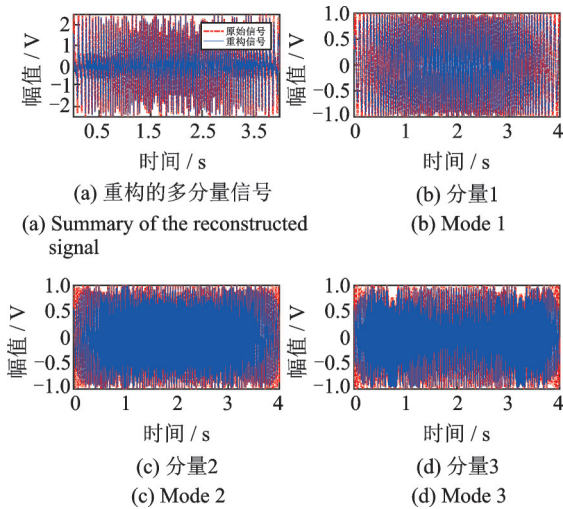 幅值 / V
2
1
0
−1
−2
原始信号
重构信号
0.5 1.5 2.5 3.5
时间 / s
(a) 重构的多分量信号
(a) Summary of the reconstructed
signal
幅值 / V
1.0
0.5
0
−0.5
−1.0
0 1 2 3 4
时间 / s
(b) 分量1
(b) Mode 1
幅值 / V
1.0
0.5
0
−0.5
−1.0
0 1 2 3 4
时间 / s
(c) 分量2
(c) Mode 2
幅值 / V
1.0
0.5
0
−0.5
−1.0
0 1 2 3 4
时间 / s
(d) 分量3
(d) Mode 3